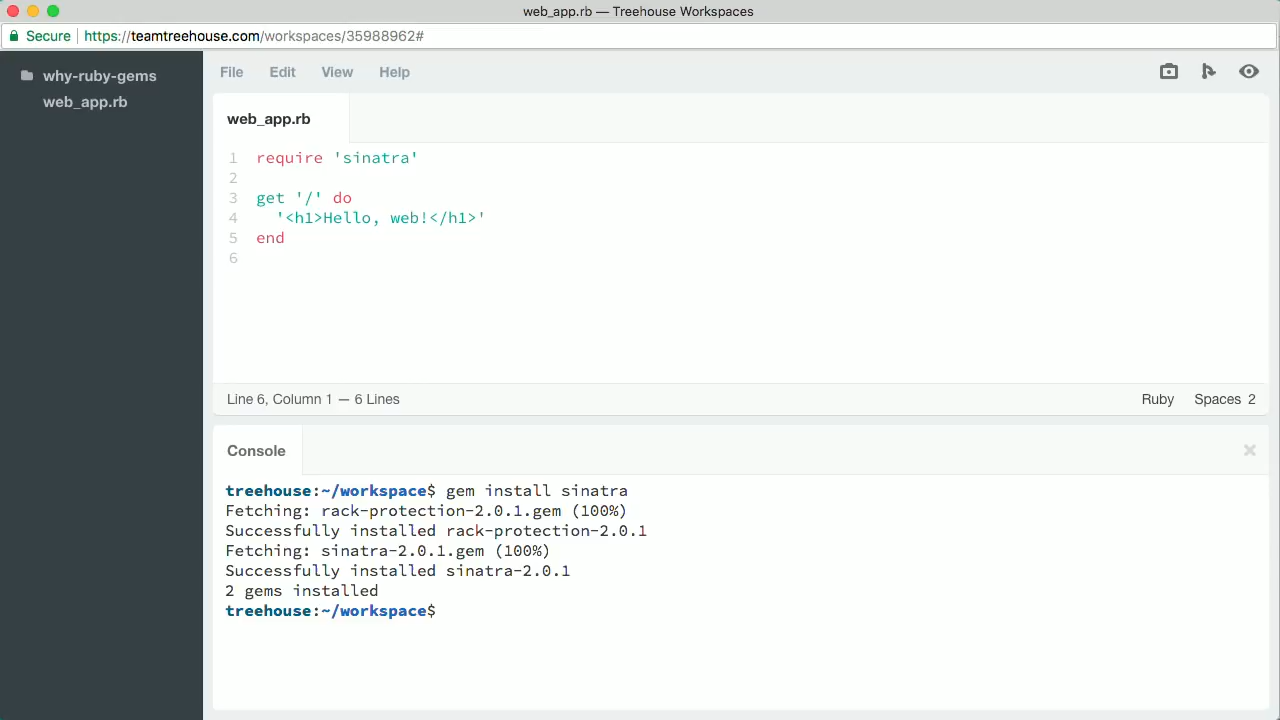 web_app.rb — Treehouse Workspaces
Secure https://teamtreehouse.com/workspaces/35988962#
why-ruby-gems
web_app.rb
File Edit View Help
web_app.rb
1 require 'sinatra'
2
3 get '/' do
4   '<h1>Hello, web!</h1>'
5 end
6
Line 6, Column 1 — 6 Lines Ruby Spaces 2
Console
treehouse:~/workspace$ gem install sinatra
Fetching: rack-protection-2.0.1.gem (100%)
Successfully installed rack-protection-2.0.1
Fetching: sinatra-2.0.1.gem (100%)
Successfully installed sinatra-2.0.1
2 gems installed
treehouse:~/workspace$